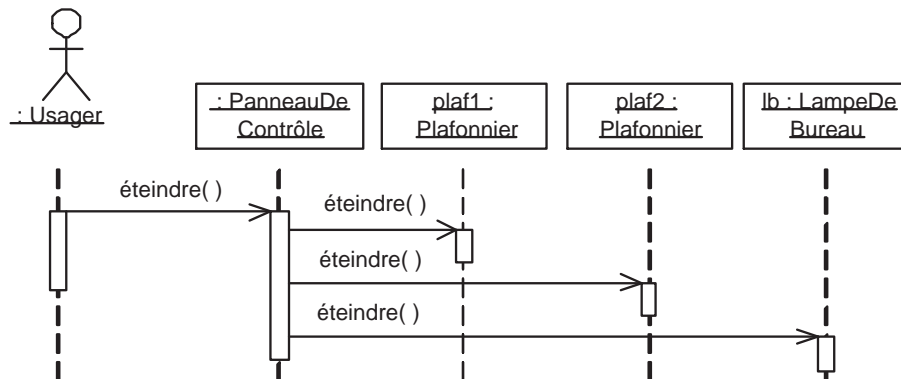 : Usager
: PanneauDe
Contrôle
plaf1 :
Plafonnier
plaf2 :
Plafonnier
lb : LampeDe
Bureau
éteindre( )
éteindre( )
éteindre( )
éteindre( )